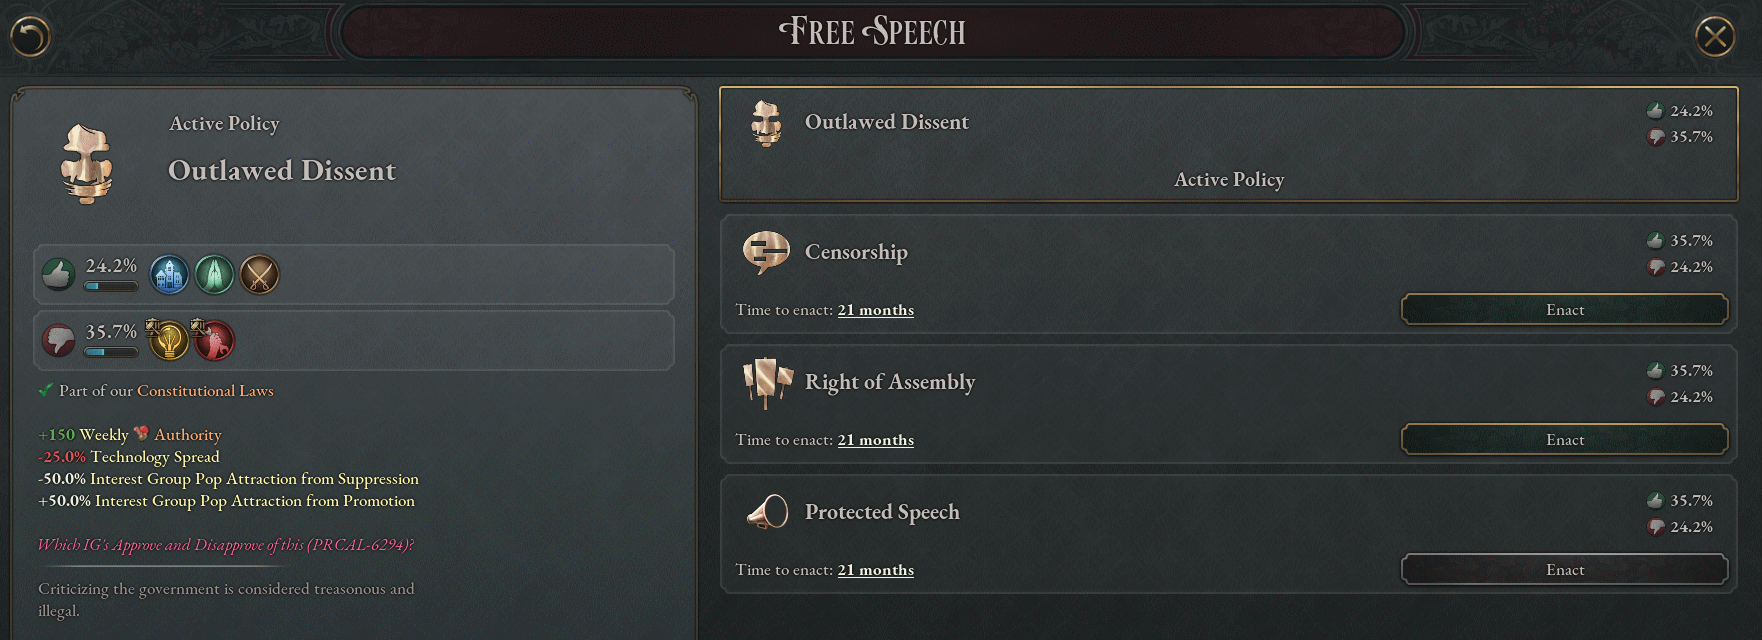 Free Speech
Active Policy
Outlawed Dissent
24.2%
35.7%
Part of our Constitutional Laws
+150 Weekly Authority
-25.0% Technology Spread
-50.0% Interest Group Pop Attraction from Suppression
+50.0% Interest Group Pop Attraction from Promotion
Which IG's Approve and Disapprove of this (PRCAL-6294)?
Criticizing the government is considered treasonous and
illegal.
Outlawed Dissent
24.2%
35.7%
Active Policy
Censorship
35.7%
24.2%
Time to enact: 21 months
Enact
Right of Assembly
35.7%
24.2%
Time to enact: 21 months
Enact
Protected Speech
35.7%
24.2%
Time to enact: 21 months
Enact